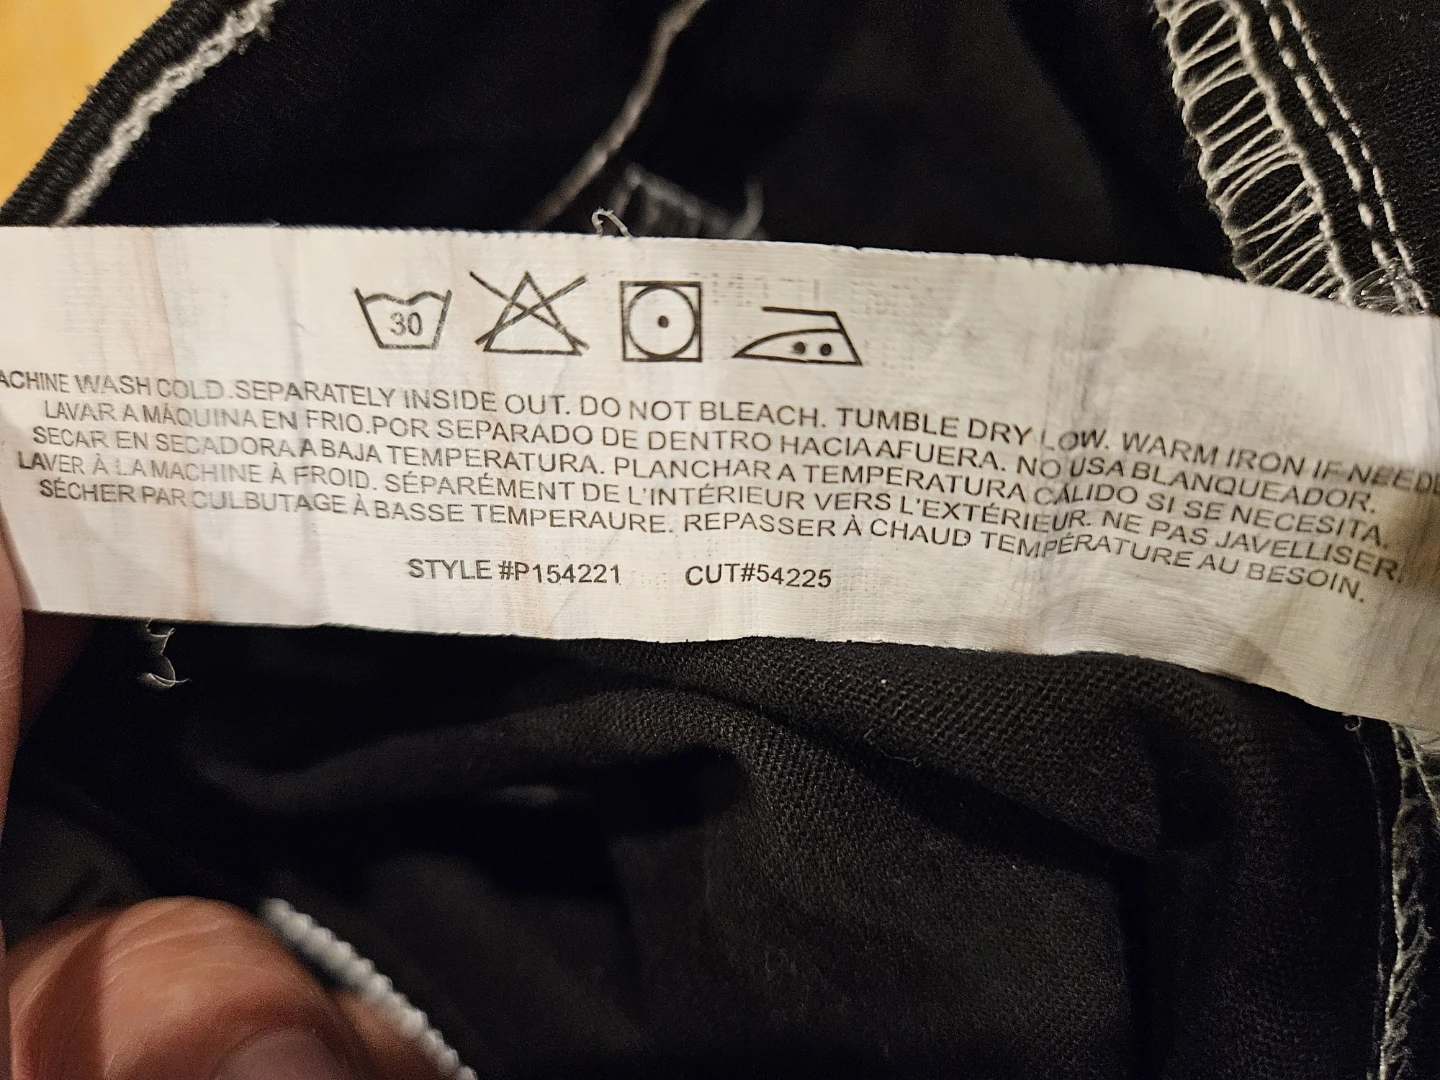 30
MACHINE WASH COLD.SEPARATELY INSIDE OUT. DO NOT BLEACH. TUMBLE DRY LOW. WARM IRON IF
LAVAR A MÁQUINA EN FRIO.POR SEPARADO DE DENTRO HACIA AFUERA. NO USA BLANQUEADOR.
SECAR EN SECADORA A BAJA TEMPERATURA. PLANCHAR A TEMPERATURA CÁLIDO SI SE NECESITA.
LAVER À LA MACHINE À FROID. SÉPARÉMENT DE L'INTÉRIEUR VERS L'EXTÉRIEUR. NE PAS JAVELLISER.
SÉCHER PAR CULBUTAGE À BASSE TEMPERAURE. REPASSER À CHAUD TEMPÉRATURE AU BESOIN.
STYLE #P154221 CUT#54225